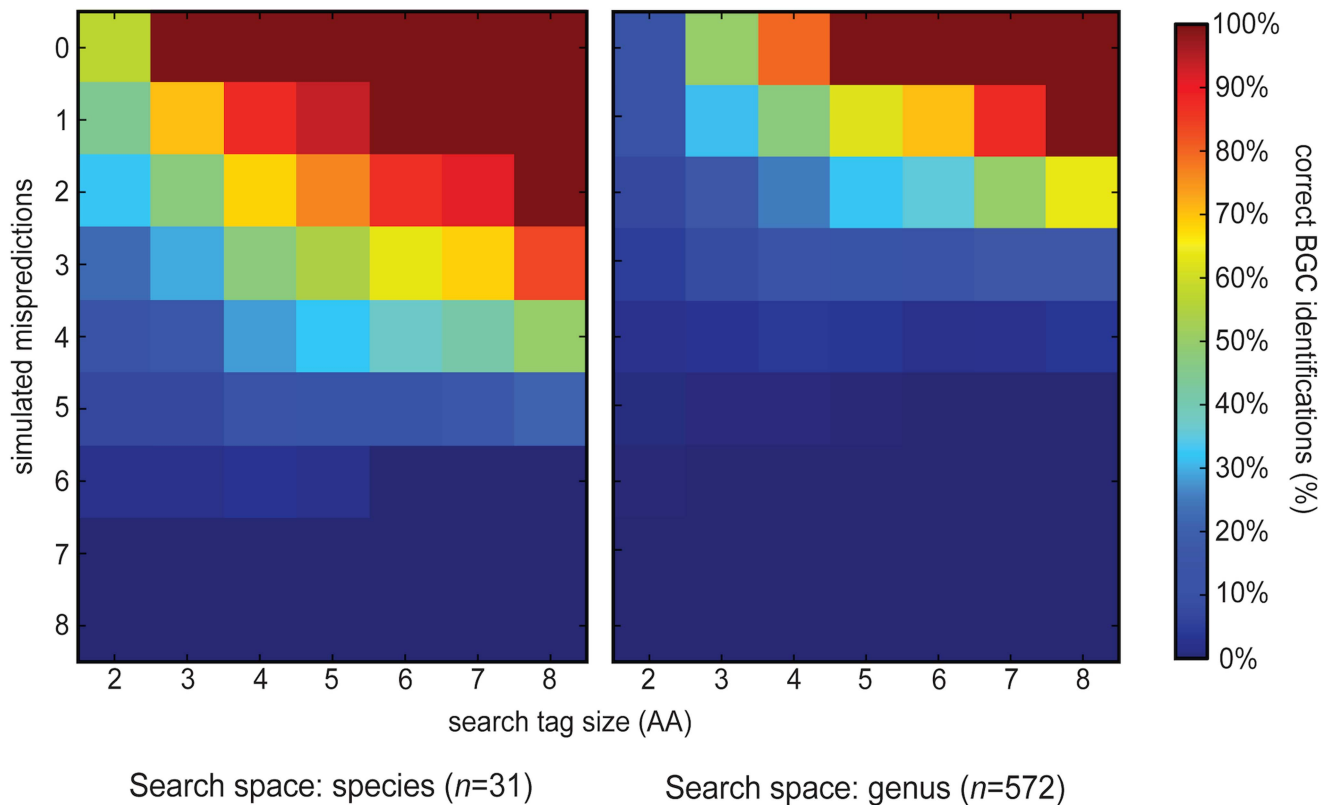 simulated mispredictions
0
1
2
3
4
5
6
7
8
2 3 4 5 6 7 8
2 3 4 5 6 7 8
search tag size (AA)
Search space: species (n=31)
Search space: genus (n=572)
100%
90%
80%
70%
60%
50%
40%
30%
20%
10%
0%
correct BGC identifications (%)